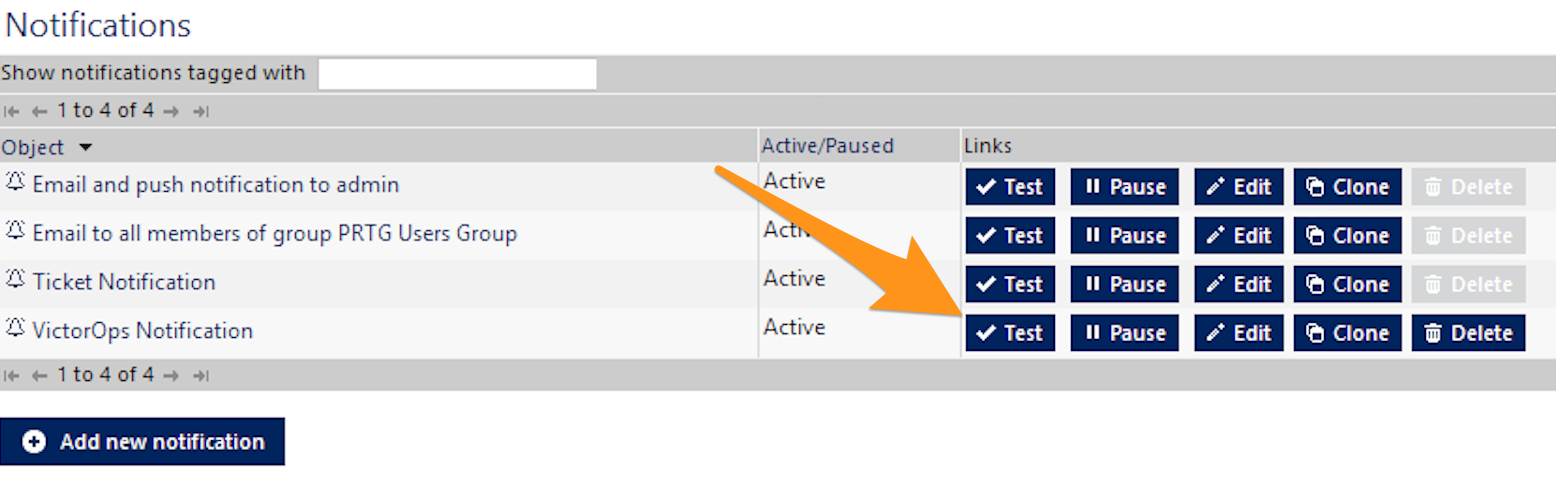 Notifications
Show notifications tagged with
1 to 4 of 4
Object Active/Paused Links
Email and push notification to admin Active Test Pause Edit Clone Delete
Email to all members of group PRTG Users Group Test Pause Edit Clone Delete
Ticket Notification Active Test Pause Edit Clone Delete
VictorOps Notification Active Test Pause Edit Clone Delete
1 to 4 of 4
Add new notification